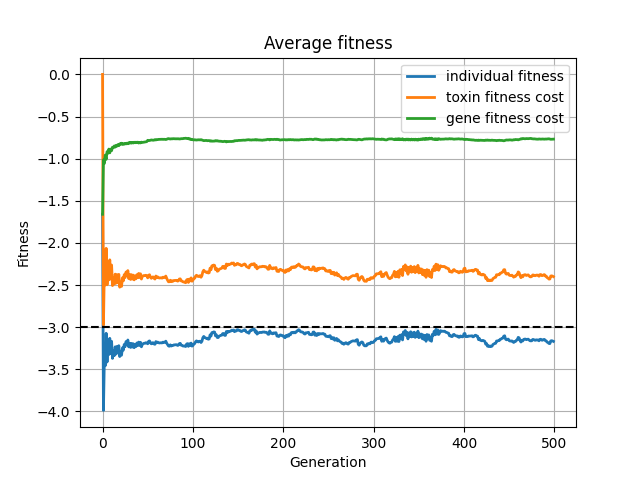 Average fitness
individual fitness
toxin fitness cost
gene fitness cost
0.0
−0.5
−1.0
−1.5
−2.0
−2.5
−3.0
−3.5
−4.0
Fitness
0 100 200 300 400 500
Generation